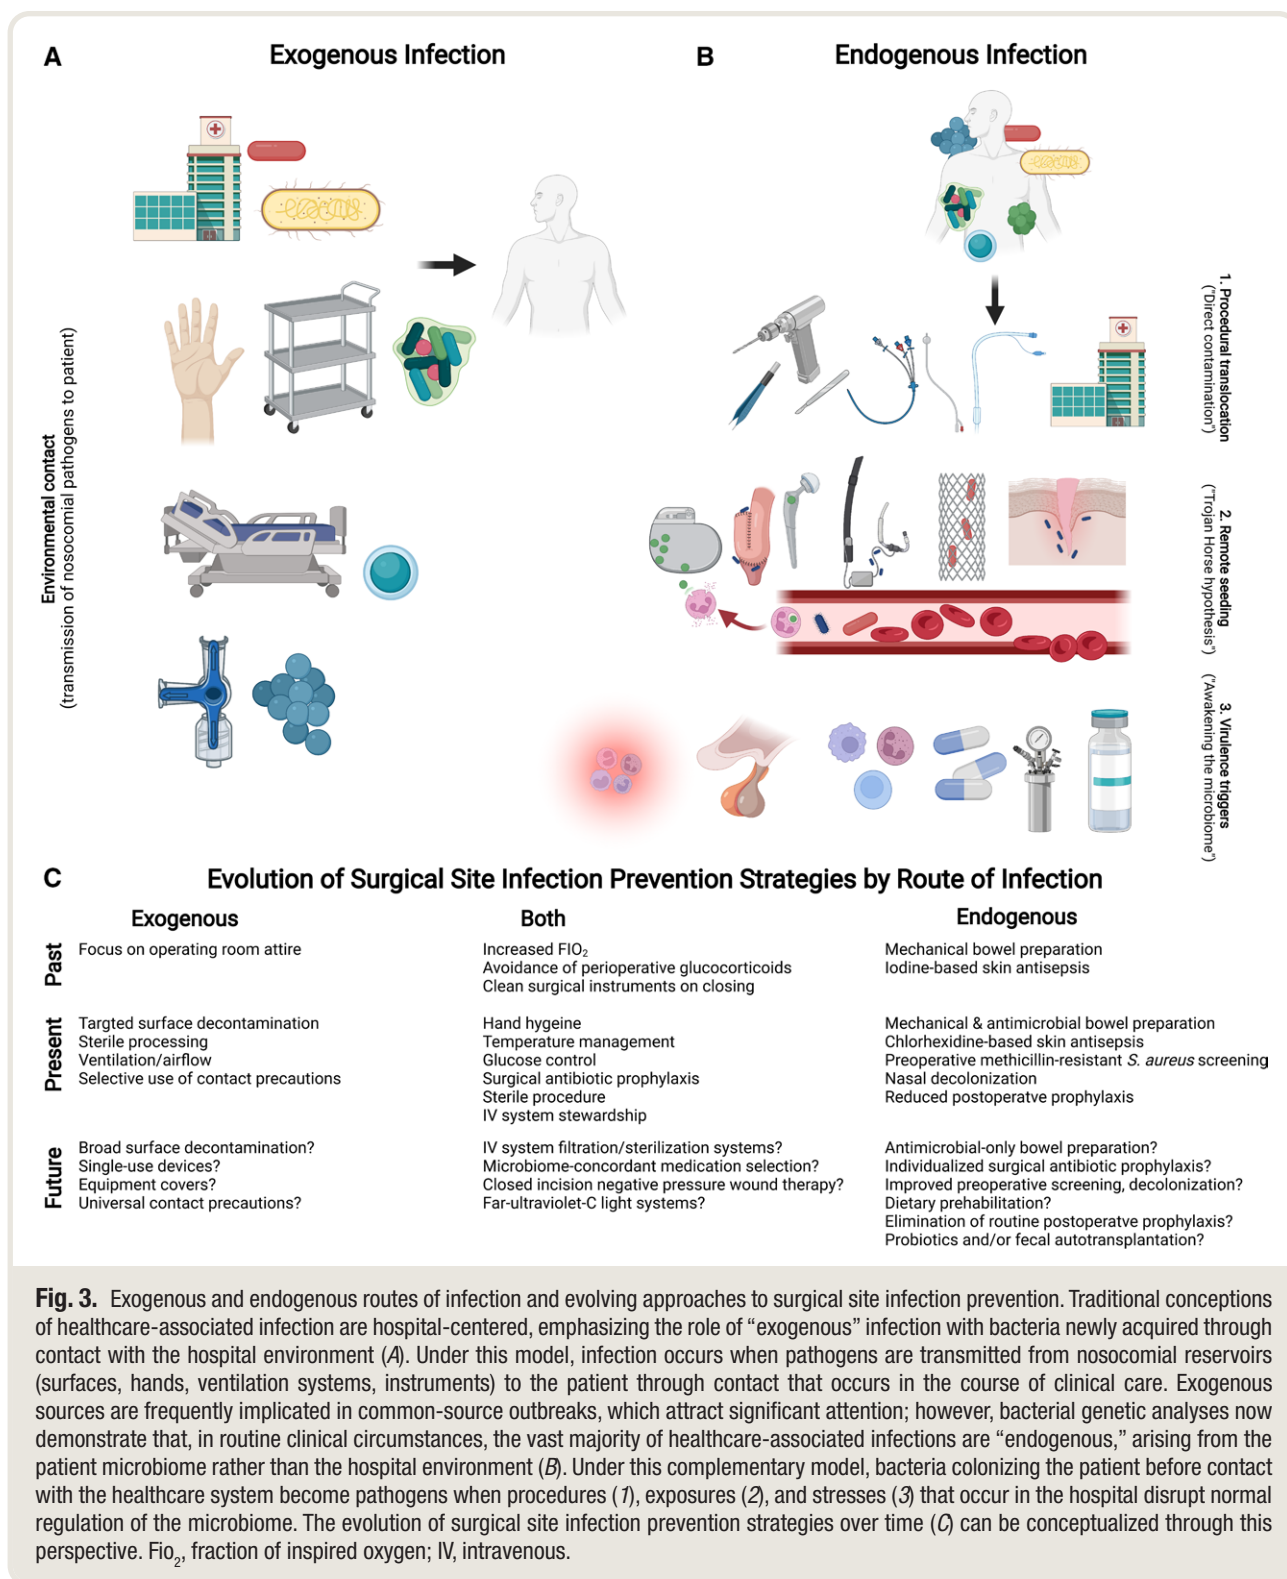 A
Exogenous Infection
Environmental contact
(transmission of nosocomial pathogens to patient)
B
Endogenous Infection
1. Procedural translocation
("Direct contamination")
2. Remote seeding
("Trojan Horse hypothesis")
3. Virulence triggers
("Awakening the microbiome")
C
Evolution of Surgical Site Infection Prevention Strategies by Route of Infection
Exogenous
Both
Endogenous
Past
Focus on operating room attire
Increased FIO2
Avoidance of perioperative glucocorticoids
Clean surgical instruments on closing
Mechanical bowel preparation
Iodine-based skin antisepsis
Present
Targted surface decontamination
Sterile processing
Ventilation/airflow
Selective use of contact precautions
Hand hygeine
Temperature management
Glucose control
Surgical antibiotic prophylaxis
Sterile procedure
IV system stewardship
Mechanical & antimicrobial bowel preparation
Chlorhexidine-based skin antisepsis
Preoperative methicillin-resistant S. aureus screening
Nasal decolonization
Reduced postoperatve prophylaxis
Future
Broad surface decontamination?
Single-use devices?
Equipment covers?
Universal contact precautions?
IV system filtration/sterilization systems?
Microbiome-concordant medication selection?
Closed incision negative pressure wound therapy?
Far-ultraviolet-C light systems?
Antimicrobial-only bowel preparation?
Individualized surgical antibiotic prophylaxis?
Improved preoperative screening, decolonization?
Dietary prehabilitation?
Elimination of routine postoperatve prophylaxis?
Probiotics and/or fecal autotransplantation?
Fig. 3. Exogenous and endogenous routes of infection and evolving approaches to surgical site infection prevention. Traditional conceptions
of healthcare-associated infection are hospital-centered, emphasizing the role of “exogenous” infection with bacteria newly acquired through
contact with the hospital environment (A). Under this model, infection occurs when pathogens are transmitted from nosocomial reservoirs
(surfaces, hands, ventilation systems, instruments) to the patient through contact that occurs in the course of clinical care. Exogenous
sources are frequently implicated in common-source outbreaks, which attract significant attention; however, bacterial genetic analyses now
demonstrate that, in routine clinical circumstances, the vast majority of healthcare-associated infections are “endogenous,” arising from the
patient microbiome rather than the hospital environment (B). Under this complementary model, bacteria colonizing the patient before contact
with the healthcare system become pathogens when procedures (1), exposures (2), and stresses (3) that occur in the hospital disrupt normal
regulation of the microbiome. The evolution of surgical site infection prevention strategies over time (C) can be conceptualized through this
perspective. Fio2, fraction of inspired oxygen; IV, intravenous.